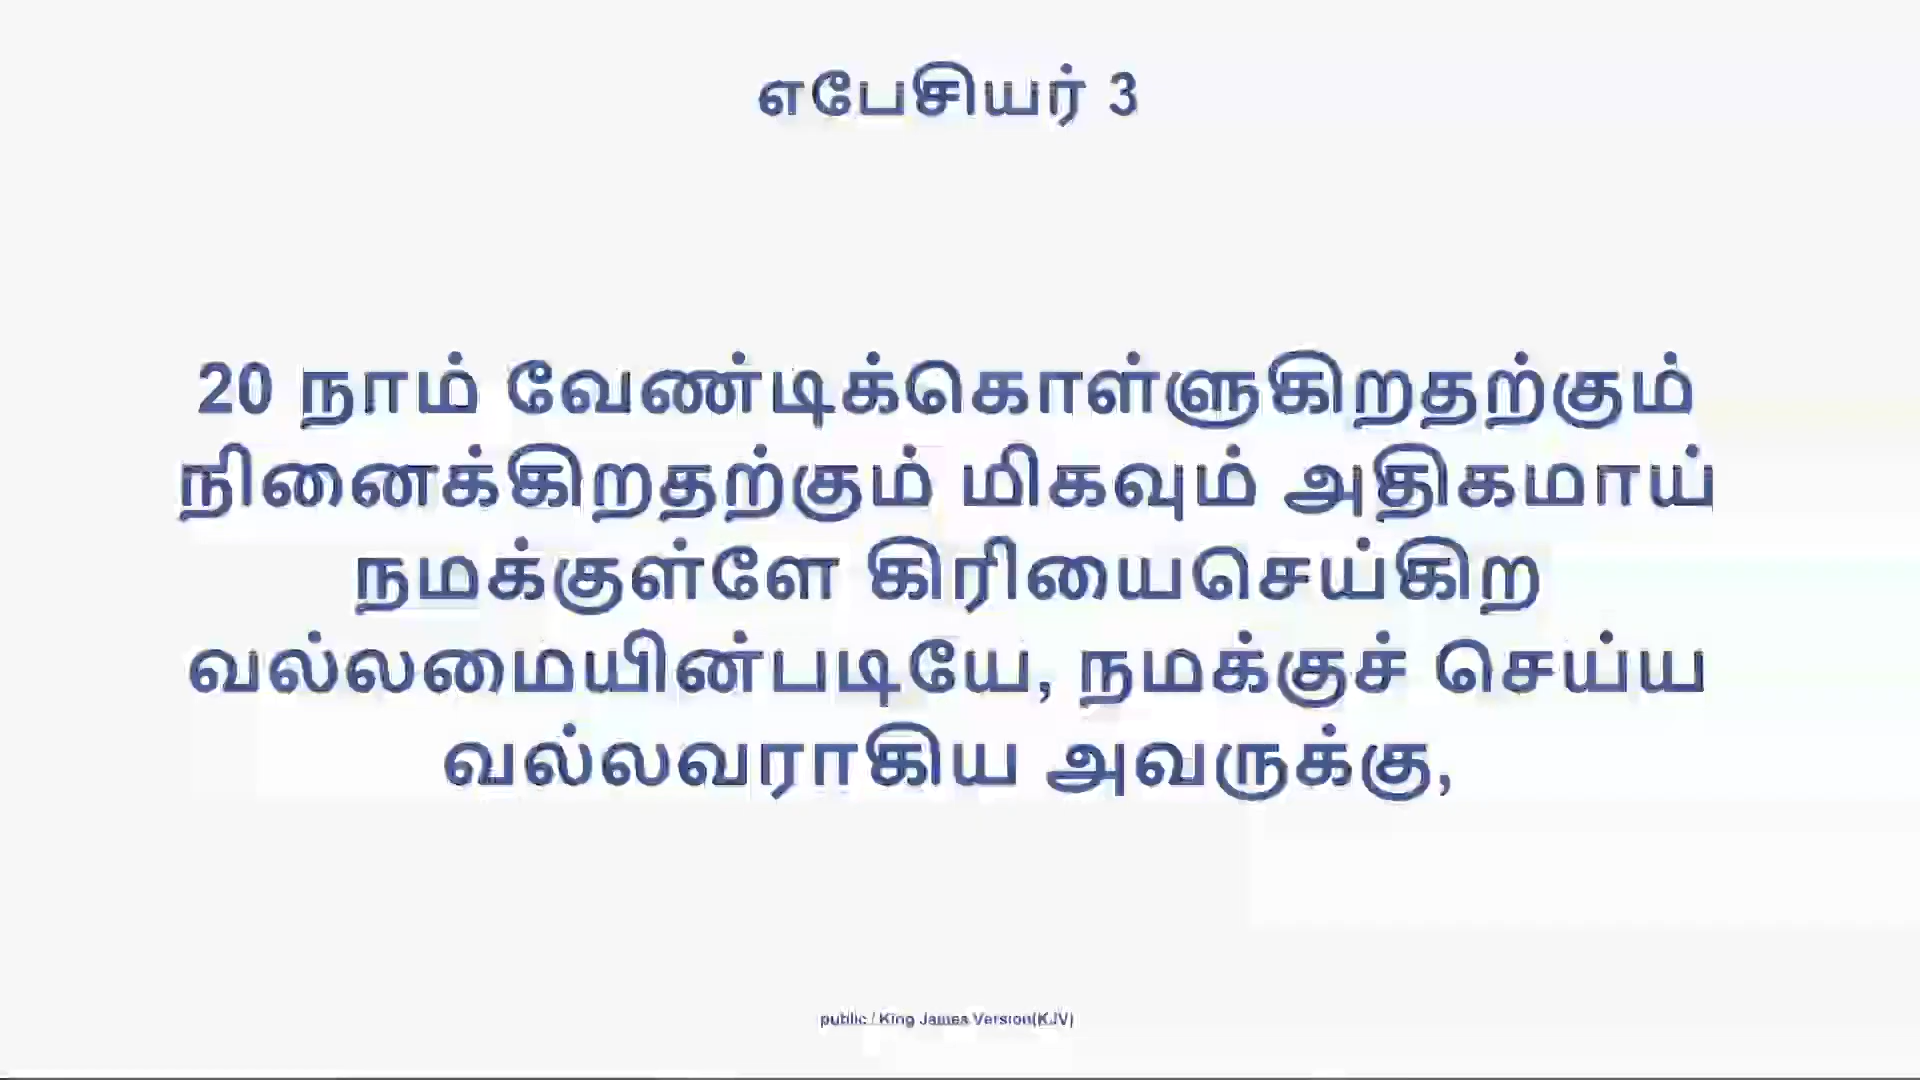 எபேசியர் 3
20 நாம் வேண்டிக்கொள்ளுகிறதற்கும்
நினைக்கிறதற்கும் மிகவும் அதிகமாய்
நமக்குள்ளே கிரியைசெய்கிற
வல்லமையின்படியே, நமக்குச் செய்ய
வல்லவராகிய அவருக்கு,
public / King James Version(KJV)